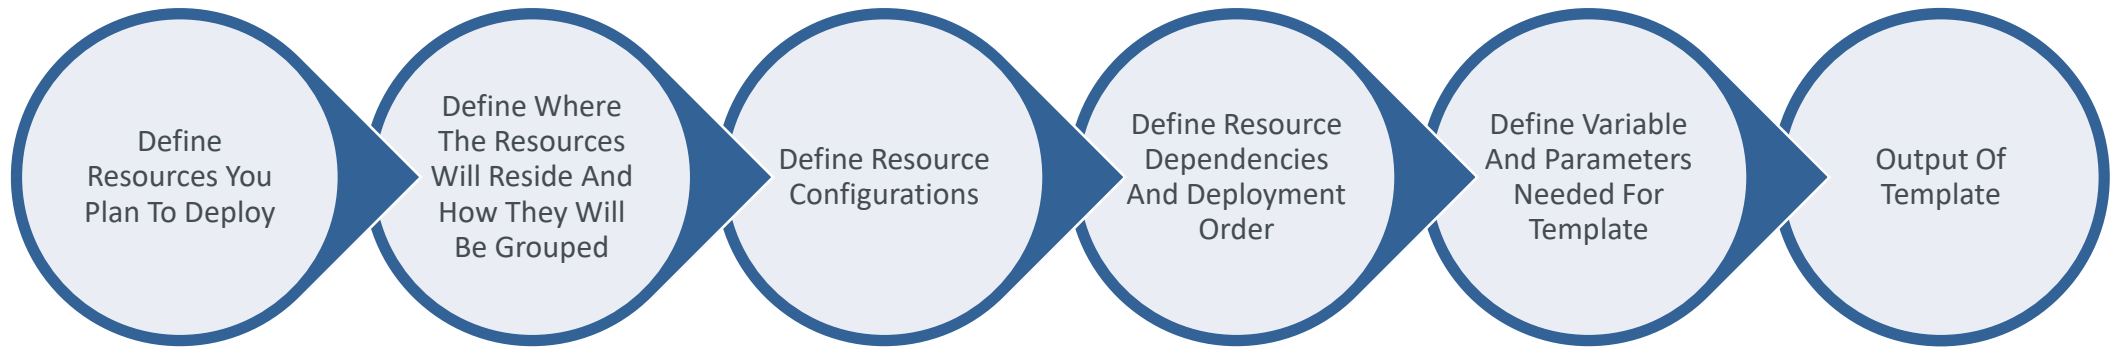 Define
Resources You
Plan To Deploy
Define Where
The Resources
Will Reside And
How They Will
Be Grouped
Define Resource
Configurations
Define Resource
Dependencies
And Deployment
Order
Define Variable
And Parameters
Needed For
Template
Output Of
Template